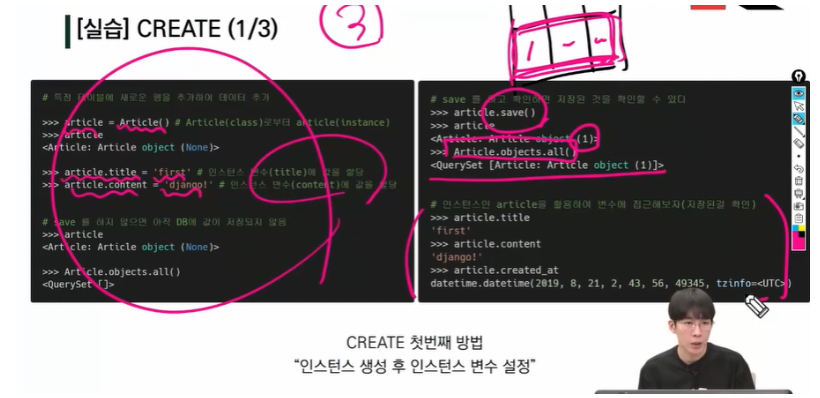 [실습] CREATE (1/3)
3
1 - -
# 특정 테이블에 새로운 행을 추가하여 데이터 추가
>>> article = Article() # Article(class)로부터 article(instance)
>>> article
<Article: Article object (None)>
>>> article.title = 'first' # 인스턴스 변수(title)에 값을 할당
>>> article.content = 'django!' # 인스턴스 변수(content)에 값을 할당
# save 를 하지 않으면 아직 DB에 값이 저장되지 않음
>>> article
<Article: Article object (None)>
>>> Article.objects.all()
<QuerySet []>
# save 를 하고 확인하면 저장된 것을 확인할 수 있다
>>> article.save()
>>> article
<Article: Article object (1)>
>>> Article.objects.all()
<QuerySet [Article: Article object (1)]>
# 인스턴스인 article을 활용하여 변수에 접근해보자(저장된걸 확인)
>>> article.title
'first'
>>> article.content
'django!'
>>> article.created_at
datetime.datetime(2019, 8, 21, 2, 43, 56, 49345, tzinfo=<UTC>)
CREATE 첫번째 방법
“인스턴스 생성 후 인스턴스 변수 설정”